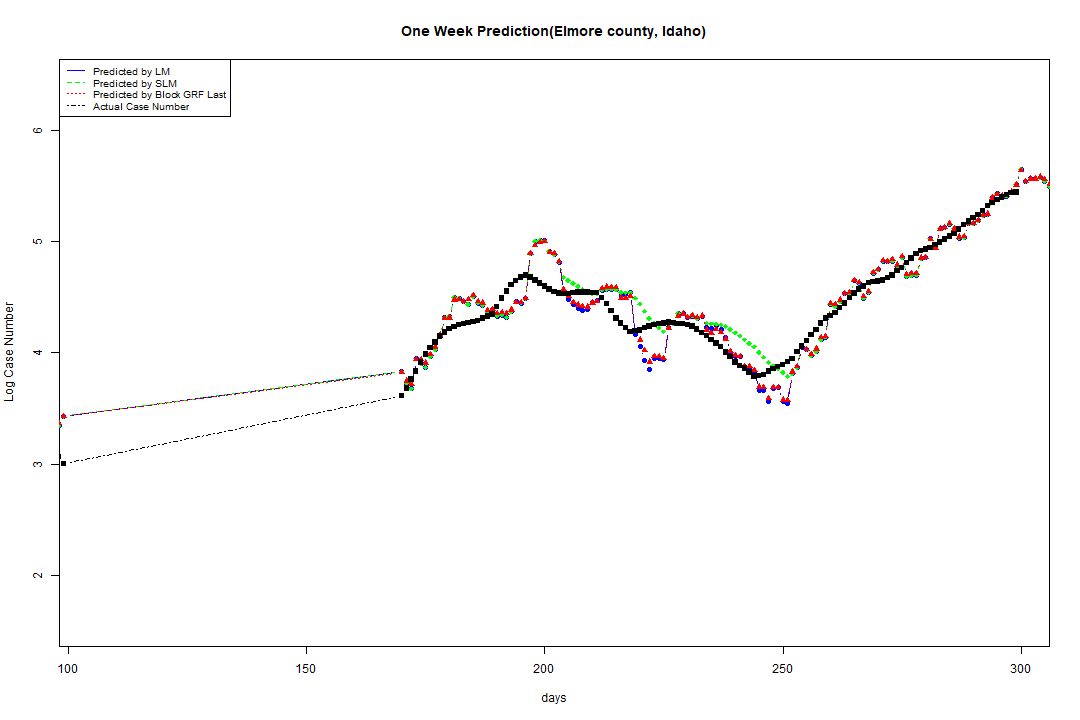 One Week Prediction(Elmore county, Idaho)
Predicted by LM
Predicted by SLM
Predicted by Block GRF Last
Actual Case Number
6
5
4
3
2
Log Case Number
100 150 200 250 300
days